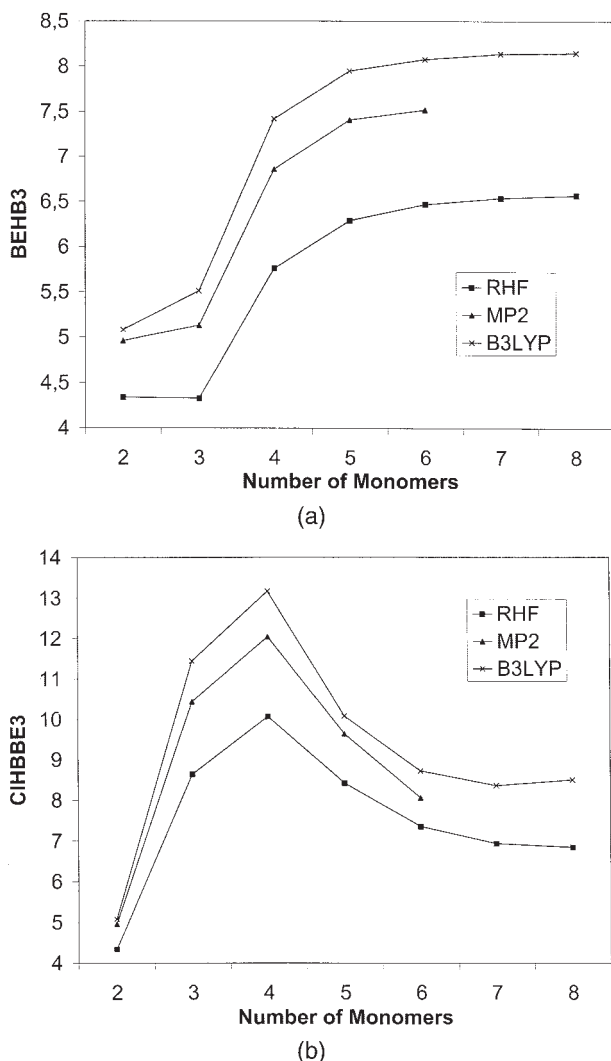 8,5
8
7,5
7
6,5
6
5,5
5
4,5
4
BEHB3
RHF
MP2
B3LYP
2 3 4 5 6 7 8
Number of Monomers
(a)
14
13
12
11
10
9
8
7
6
5
4
CIHBBE3
RHF
MP2
B3LYP
2 3 4 5 6 7 8
Number of Monomers
(b)